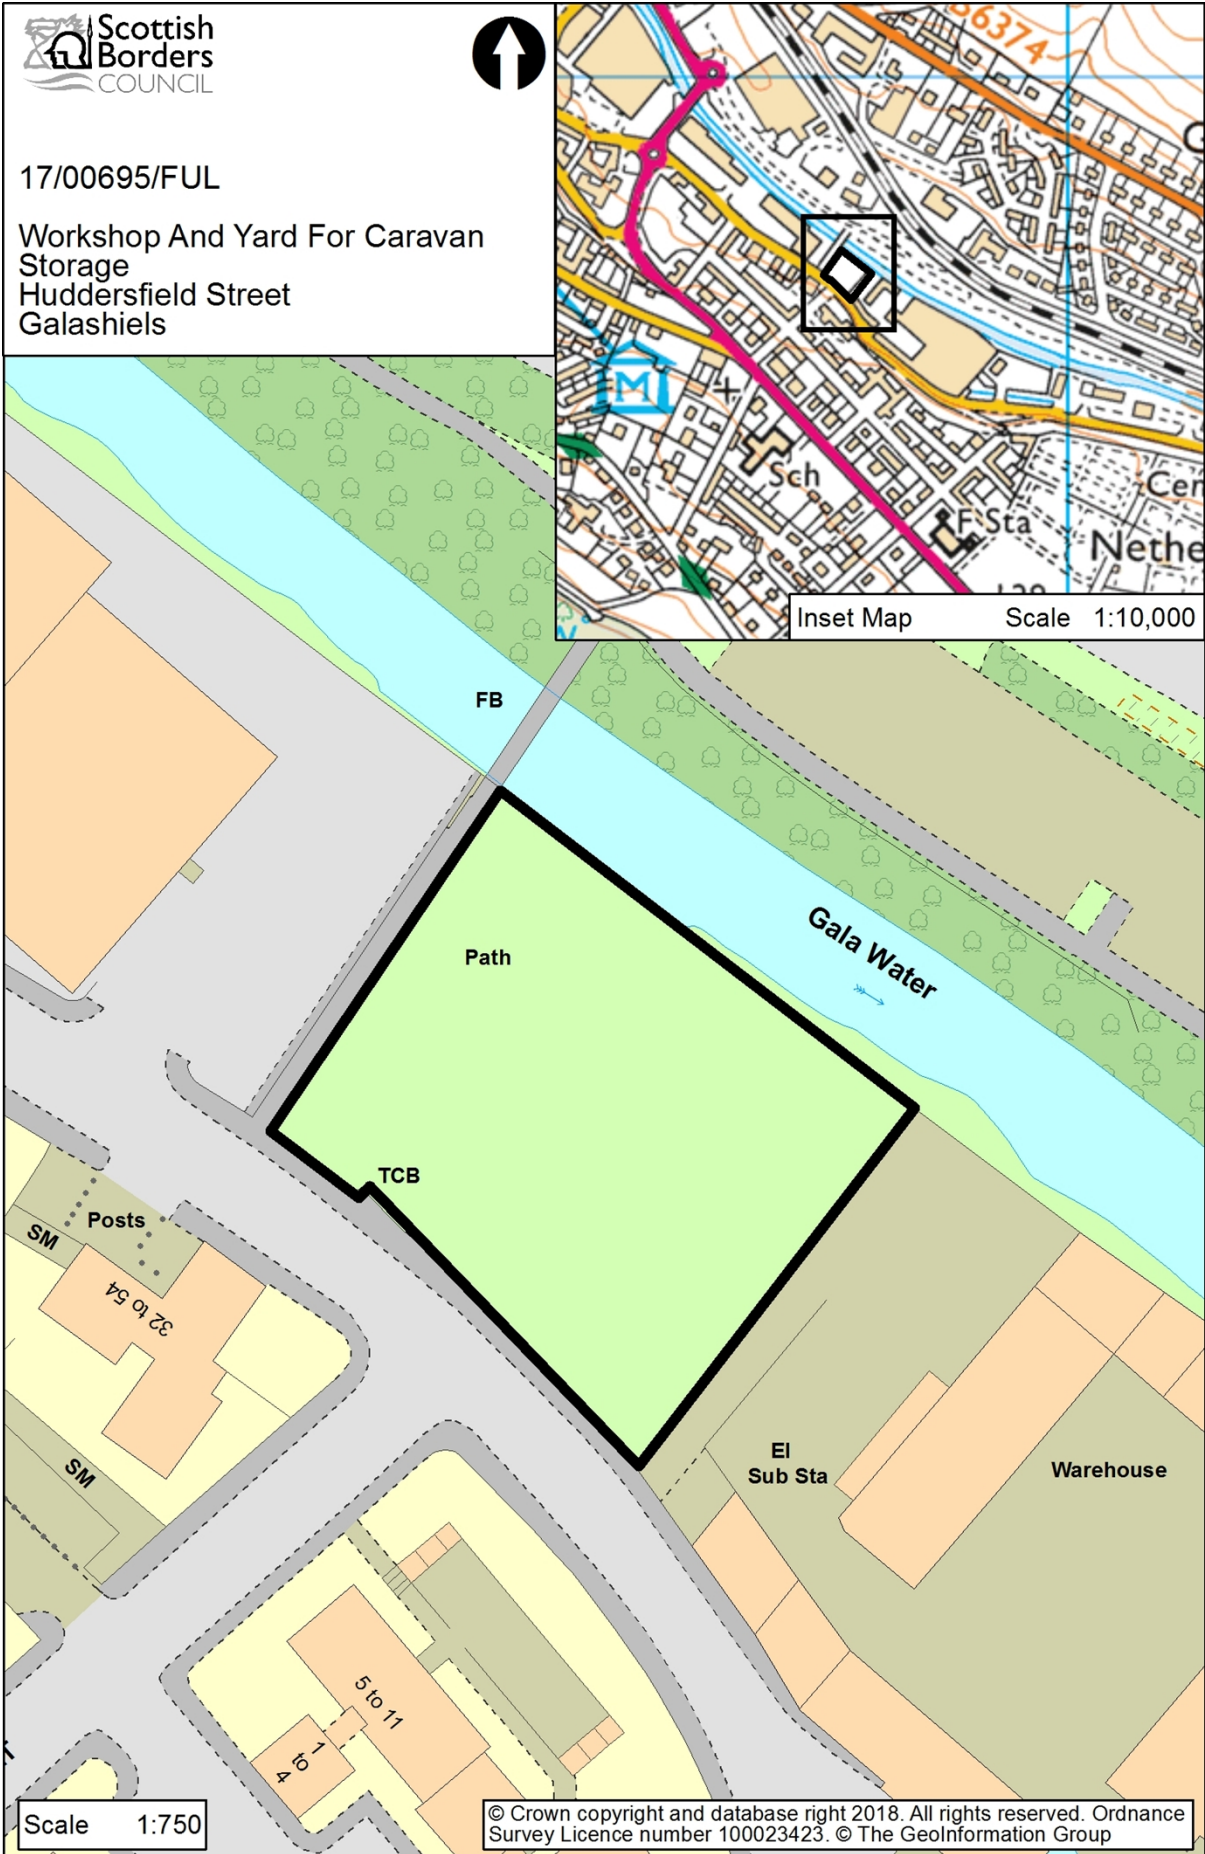 Scottish
Borders
COUNCIL
17/00695/FUL
Workshop And Yard For Caravan
Storage
Huddersfield Street
Galashiels
B6374
M
Sch
F Sta
Cem
Nethe
Inset Map Scale 1:10,000
FB
Gala Water
Path
TCB
Posts
SM
32 to 54
SM
El
Sub Sta
Warehouse
5 to 11
1
to
4
Scale 1:750
© Crown copyright and database right 2018. All rights reserved. Ordnance
Survey Licence number 100023423. © The GeoInformation Group